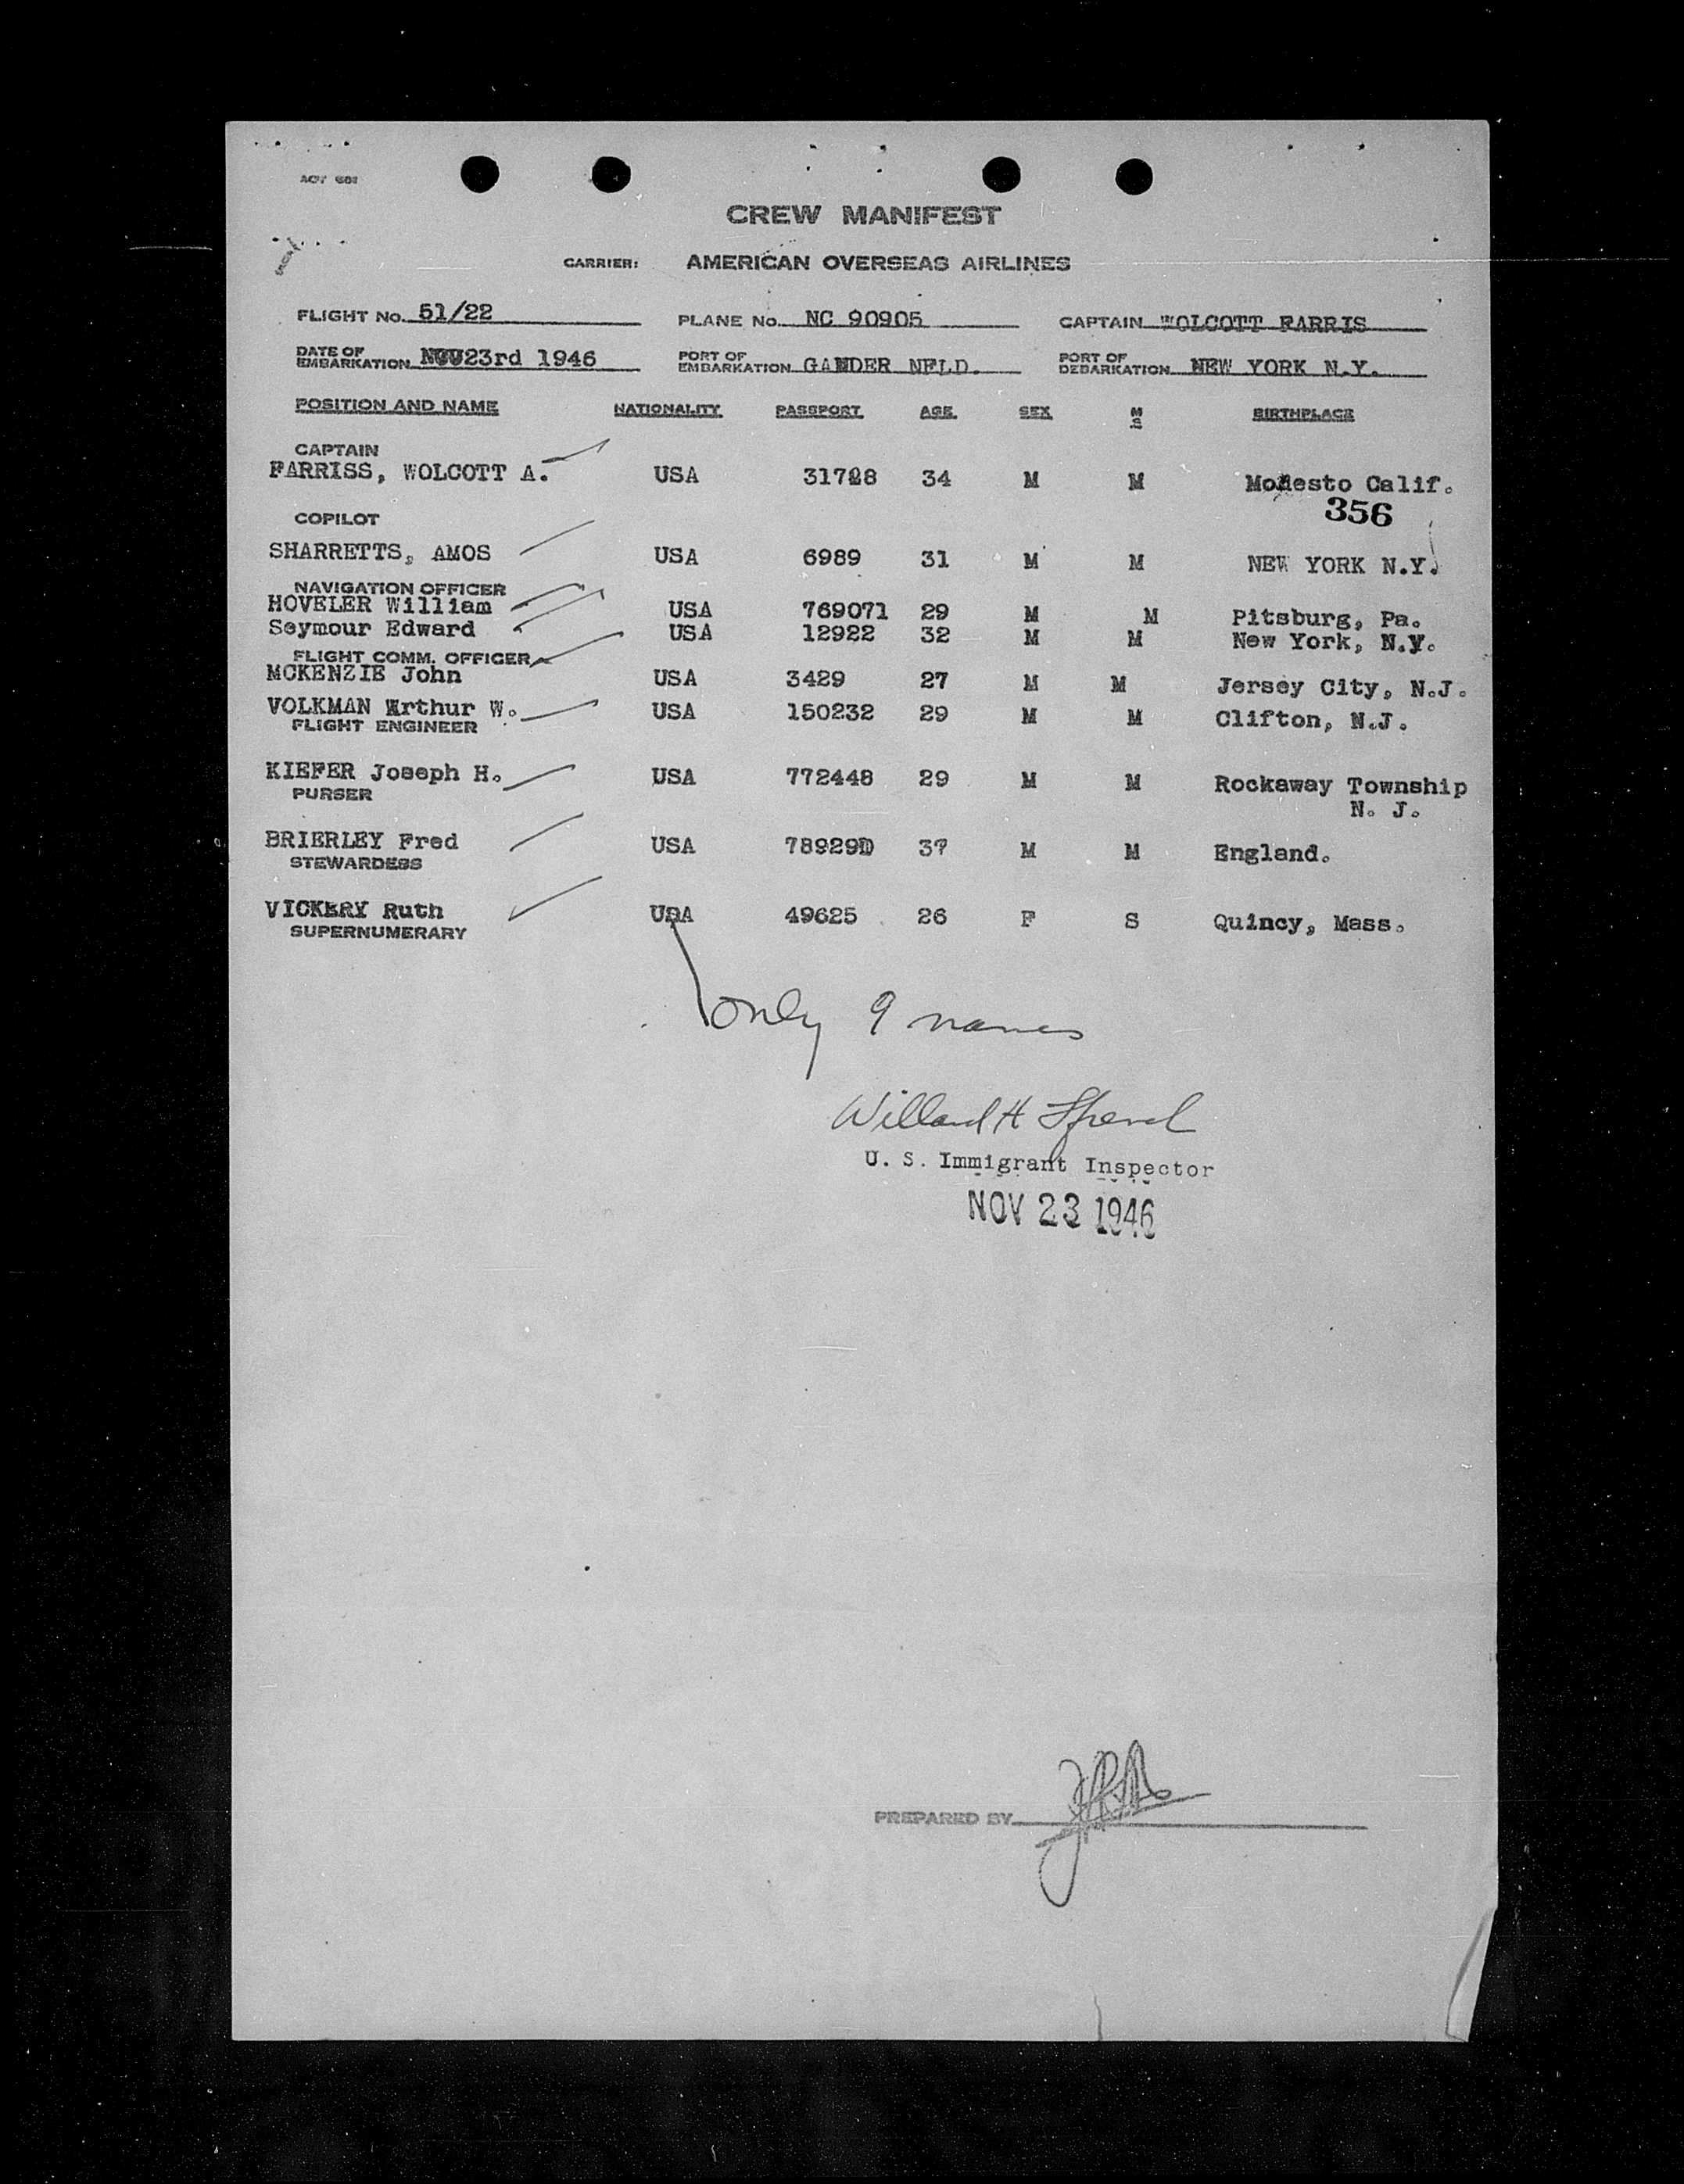 ACT 601
CREW MANIFEST
CARRIER: AMERICAN OVERSEAS AIRLINES
FLIGHT No. 51/22 PLANE No. NC 90905 CAPTAIN WOLCOTT FARRIS
DATE OF EMBARKATION NOV23rd 1946 PORT OF EMBARKATION GANDER NFLD. PORT OF DEBARKATION NEW YORK N.Y.
POSITION AND NAME NATIONALITY PASSPORT AGE SEX M S BIRTHPLACE
CAPTAIN
FARRISS, WOLCOTT A. USA 31728 34 M M Modesto Calif.
356
COPILOT
SHARRETTS, AMOS USA 6989 31 M M NEW YORK N.Y.
NAVIGATION OFFICER
HOVELER William USA 769071 29 M M Pitsburg, Pa.
Seymour Edward USA 12922 32 M M New York, N.Y.
FLIGHT COMM. OFFICER
MCKENZIE John USA 3429 27 M M Jersey City, N.J.
VOLKMAN Arthur W. USA 150232 29 M M Clifton, N.J.
FLIGHT ENGINEER
KIEFER Joseph H. USA 772448 29 M M Rockaway Township
N. J.
PURSER
BRIERLEY Fred USA 78929D 37 M M England.
STEWARDESS
VICKERY Ruth USA 49625 26 F S Quincy, Mass.
SUPERNUMERARY
only 9 names
Willard H
U. S. Immigrant Inspector
NOV 23 1946
PREPARED BY